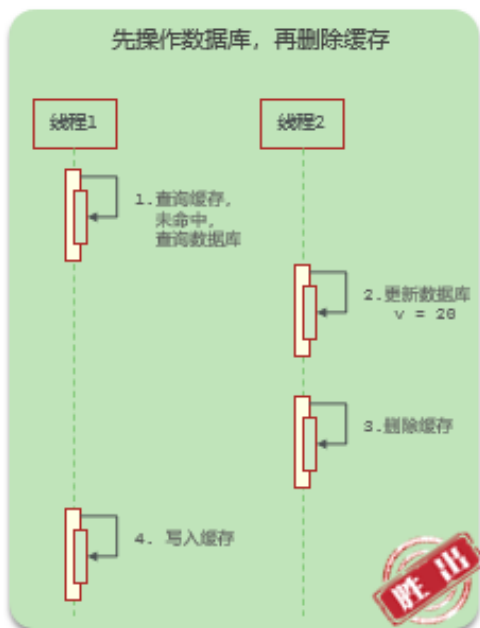 先操作数据库，再删除缓存
线程1
线程2
1.查询缓存，
未命中，
查询数据库
2.更新数据库
v = 20
3.删除缓存
4. 写入缓存
胜出